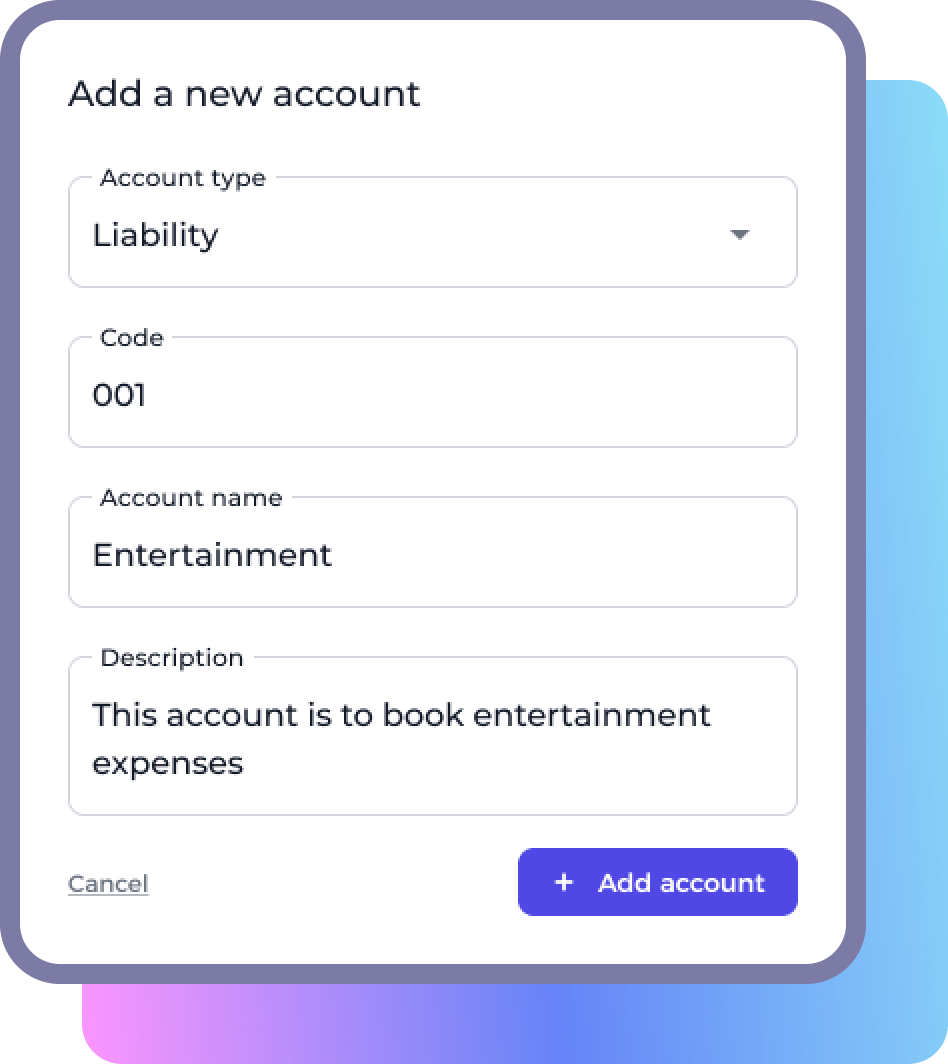 Add a new account
Account type
Liability
Code
001
Account name
Entertainment
Description
This account is to book entertainment
expenses
Cancel
+ Add account